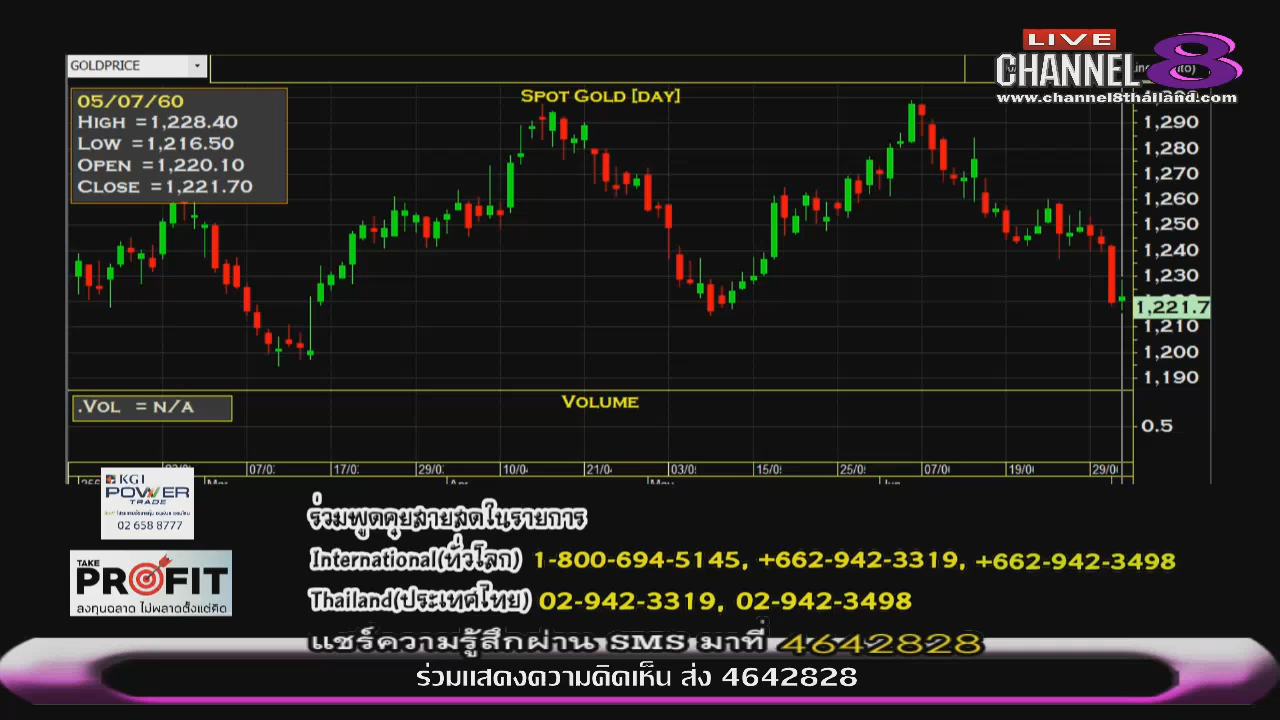 LIVE
CHANNEL 8
www.channel8thailand.com
GOLDPRICE
05/07/60
HIGH =1,228.40
LOW =1,216.50
OPEN =1,220.10
CLOSE =1,221.70
SPOT GOLD [DAY]
1,290
1,280
1,270
1,260
1,250
1,240
1,230
1,221.7
1,210
1,200
1,190
.VOL = N/A
VOLUME
0.5
07/0 17/0 29/0 10/0 21/0 03/0 15/0 25/0 07/0 19/0 29/0
KGI
POWER
TRADE
02 658 8777
TAKE
PROFIT
ลงทุนฉลาด ไม่พลาดตั้งแต่คิด
ร่วมพูดคุยสายสดในรายการ
International(ทั่วโลก) 1-800-694-5145, +662-942-3319, +662-942-3498
Thailand(ประเทศไทย) 02-942-3319, 02-942-3498
แชร์ความรู้สึกผ่าน SMS มาที่ 4642828
ร่วมแสดงความคิดเห็น ส่ง 4642828